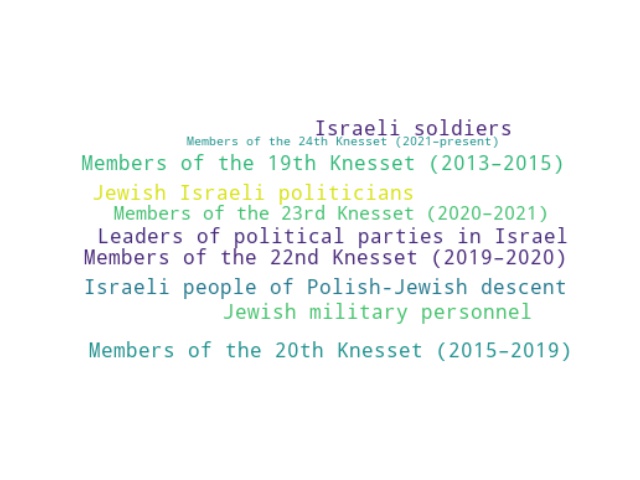 Israeli soldiers
Members of the 24th Knesset (2021–present)
Members of the 19th Knesset (2013–2015)
Jewish Israeli politicians
Members of the 23rd Knesset (2020–2021)
Leaders of political parties in Israel
Members of the 22nd Knesset (2019–2020)
Israeli people of Polish-Jewish descent
Jewish military personnel
Members of the 20th Knesset (2015–2019)